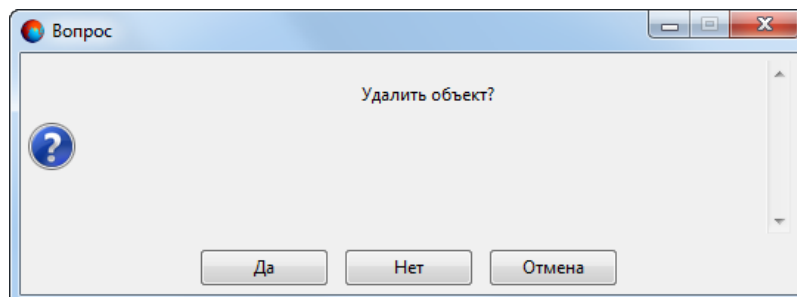 Вопрос
Удалить объект?
Да
Нет
Отмена